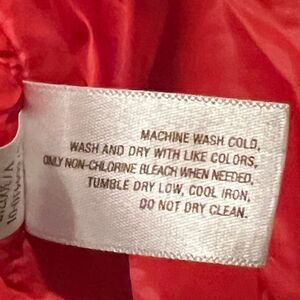 MACHINE WASH COLD,
WASH AND DRY WITH LIKE COLORS,
ONLY NON-CHLORINE BLEACH WHEN NEEDED,
TUMBLE DRY LOW, COOL IRON,
DO NOT DRY CLEAN.